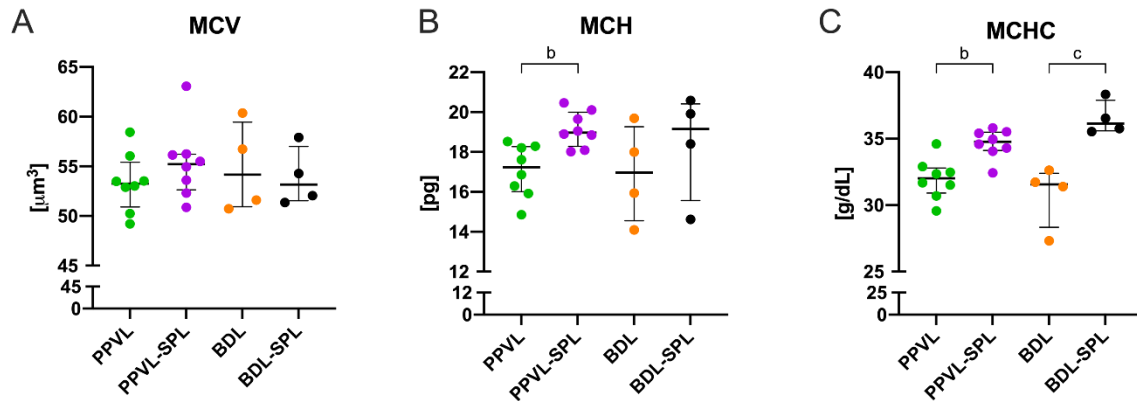 A
MCV
[µm³]
65
60
55
50
45
45
0
PPVL
PPVL-SPL
BDL
BDL-SPL
B
MCH
b
[pg]
22
20
18
16
14
12
12
0
PPVL
PPVL-SPL
BDL
BDL-SPL
C
MCHC
b
c
[g/dL]
40
35
30
25
25
0
PPVL
PPVL-SPL
BDL
BDL-SPL